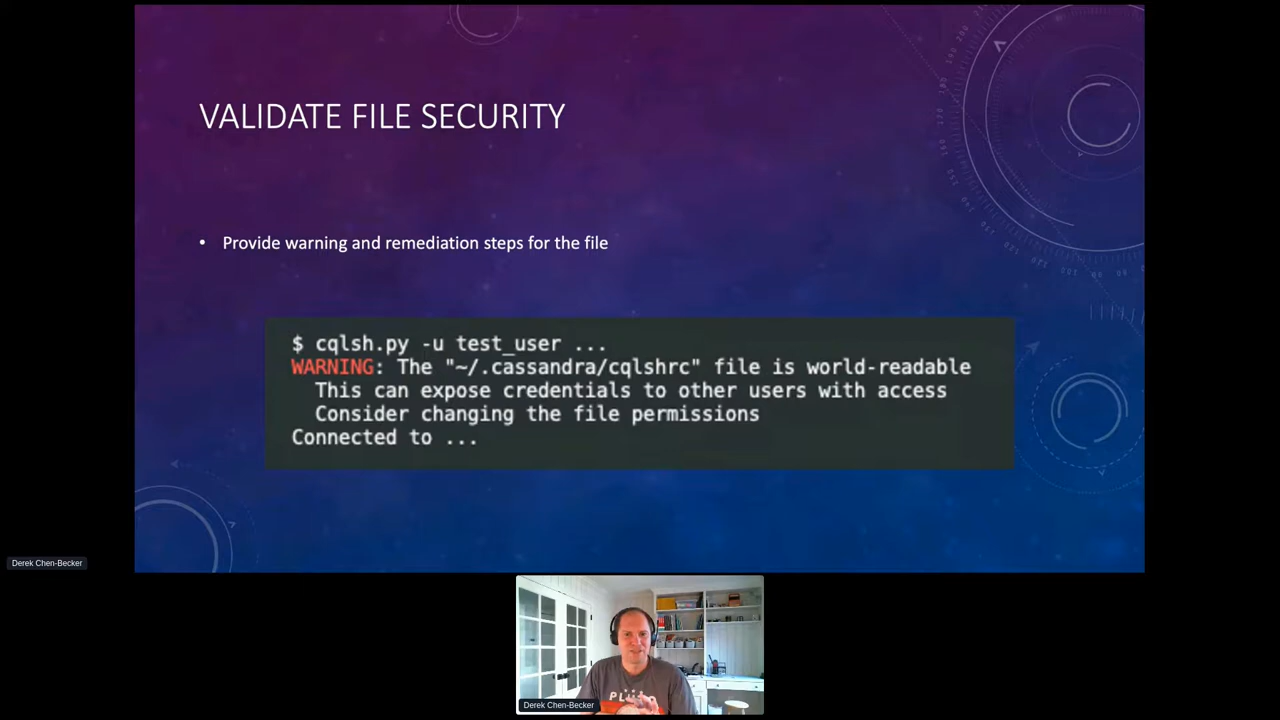 VALIDATE FILE SECURITY
• Provide warning and remediation steps for the file
$ cqlsh.py -u test_user ...
WARNING: The "~/.cassandra/cqlshrc" file is world-readable
This can expose credentials to other users with access
Consider changing the file permissions
Connected to ...
Derek Chen-Becker
Derek Chen-Becker